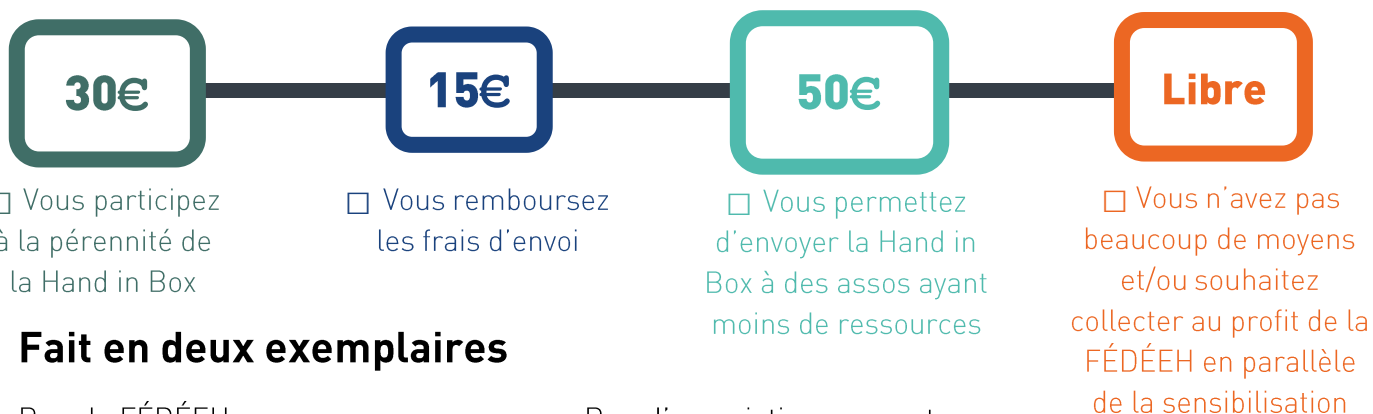 30€
15€
50€
Libre
□ Vous participez
à la pérennité de
la Hand in Box
□ Vous remboursez
les frais d'envoi
□ Vous permettez
d'envoyer la Hand in
Box à des assos ayant
moins de ressources
□ Vous n'avez pas
beaucoup de moyens
et/ou souhaitez
collecter au profit de la
FÉDÉEH en parallèle
de la sensibilisation
Fait en deux exemplaires
FÉDÉEH